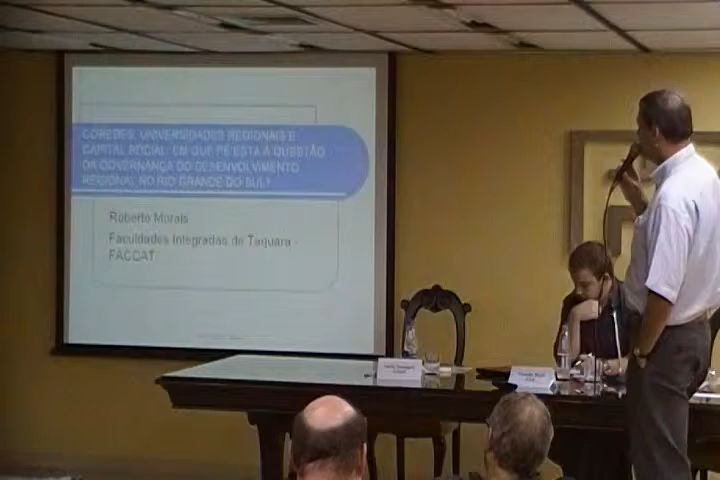 COREDES, UNIVERSIDADES REGIONAIS E
CAPITAL SOCIAL: EM QUE PÉ ESTÁ A QUESTÃO
DA GOVERNANÇA DO DESENVOLVIMENTO
REGIONAL NO RIO GRANDE DO SUL?
Roberto Morais
Faculdades Integradas de Taquara -
FACCAT